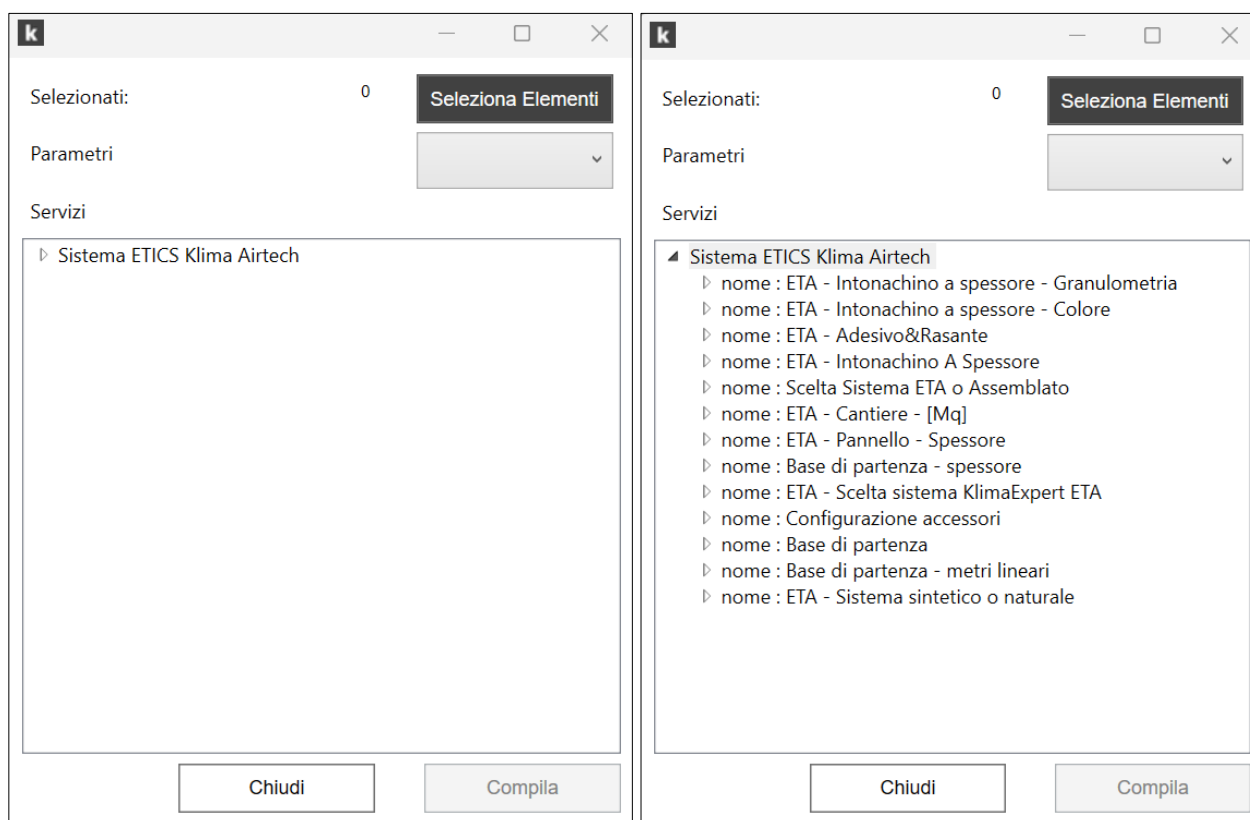 k
Selezionati: 0 Seleziona Elementi
Parametri
Servizi
Sistema ETICS Klima Airtech
Chiudi Compila
k
Selezionati: 0 Seleziona Elementi
Parametri
Servizi
Sistema ETICS Klima Airtech
nome : ETA - Intonachino a spessore - Granulometria
nome : ETA - Intonachino a spessore - Colore
nome : ETA - Adesivo&Rasante
nome : ETA - Intonachino A Spessore
nome : Scelta Sistema ETA o Assemblato
nome : ETA - Cantiere - [Mq]
nome : ETA - Pannello - Spessore
nome : Base di partenza - spessore
nome : ETA - Scelta sistema KlimaExpert ETA
nome : Configurazione accessori
nome : Base di partenza
nome : Base di partenza - metri lineari
nome : ETA - Sistema sintetico o naturale
Chiudi Compila